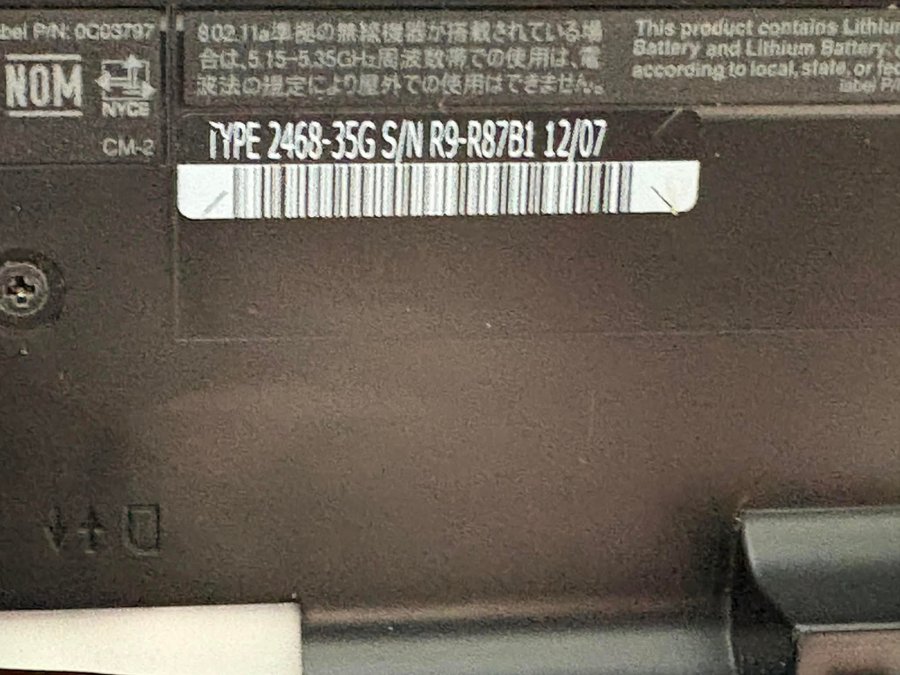 abel P/N: 0C03797
NOM
NYCE
CM-2
802.11a準拠の無線機器が搭載されている場
合は、5.15~5.35GHz周波数帯での使用は、電
波法の規定により屋外での使用はできません。
This product contains Lithiu
Battery and Lithium Battery,
according to local, state, or fed
label P/
TYPE 2468-35G S/N R9-R87B1 12/07